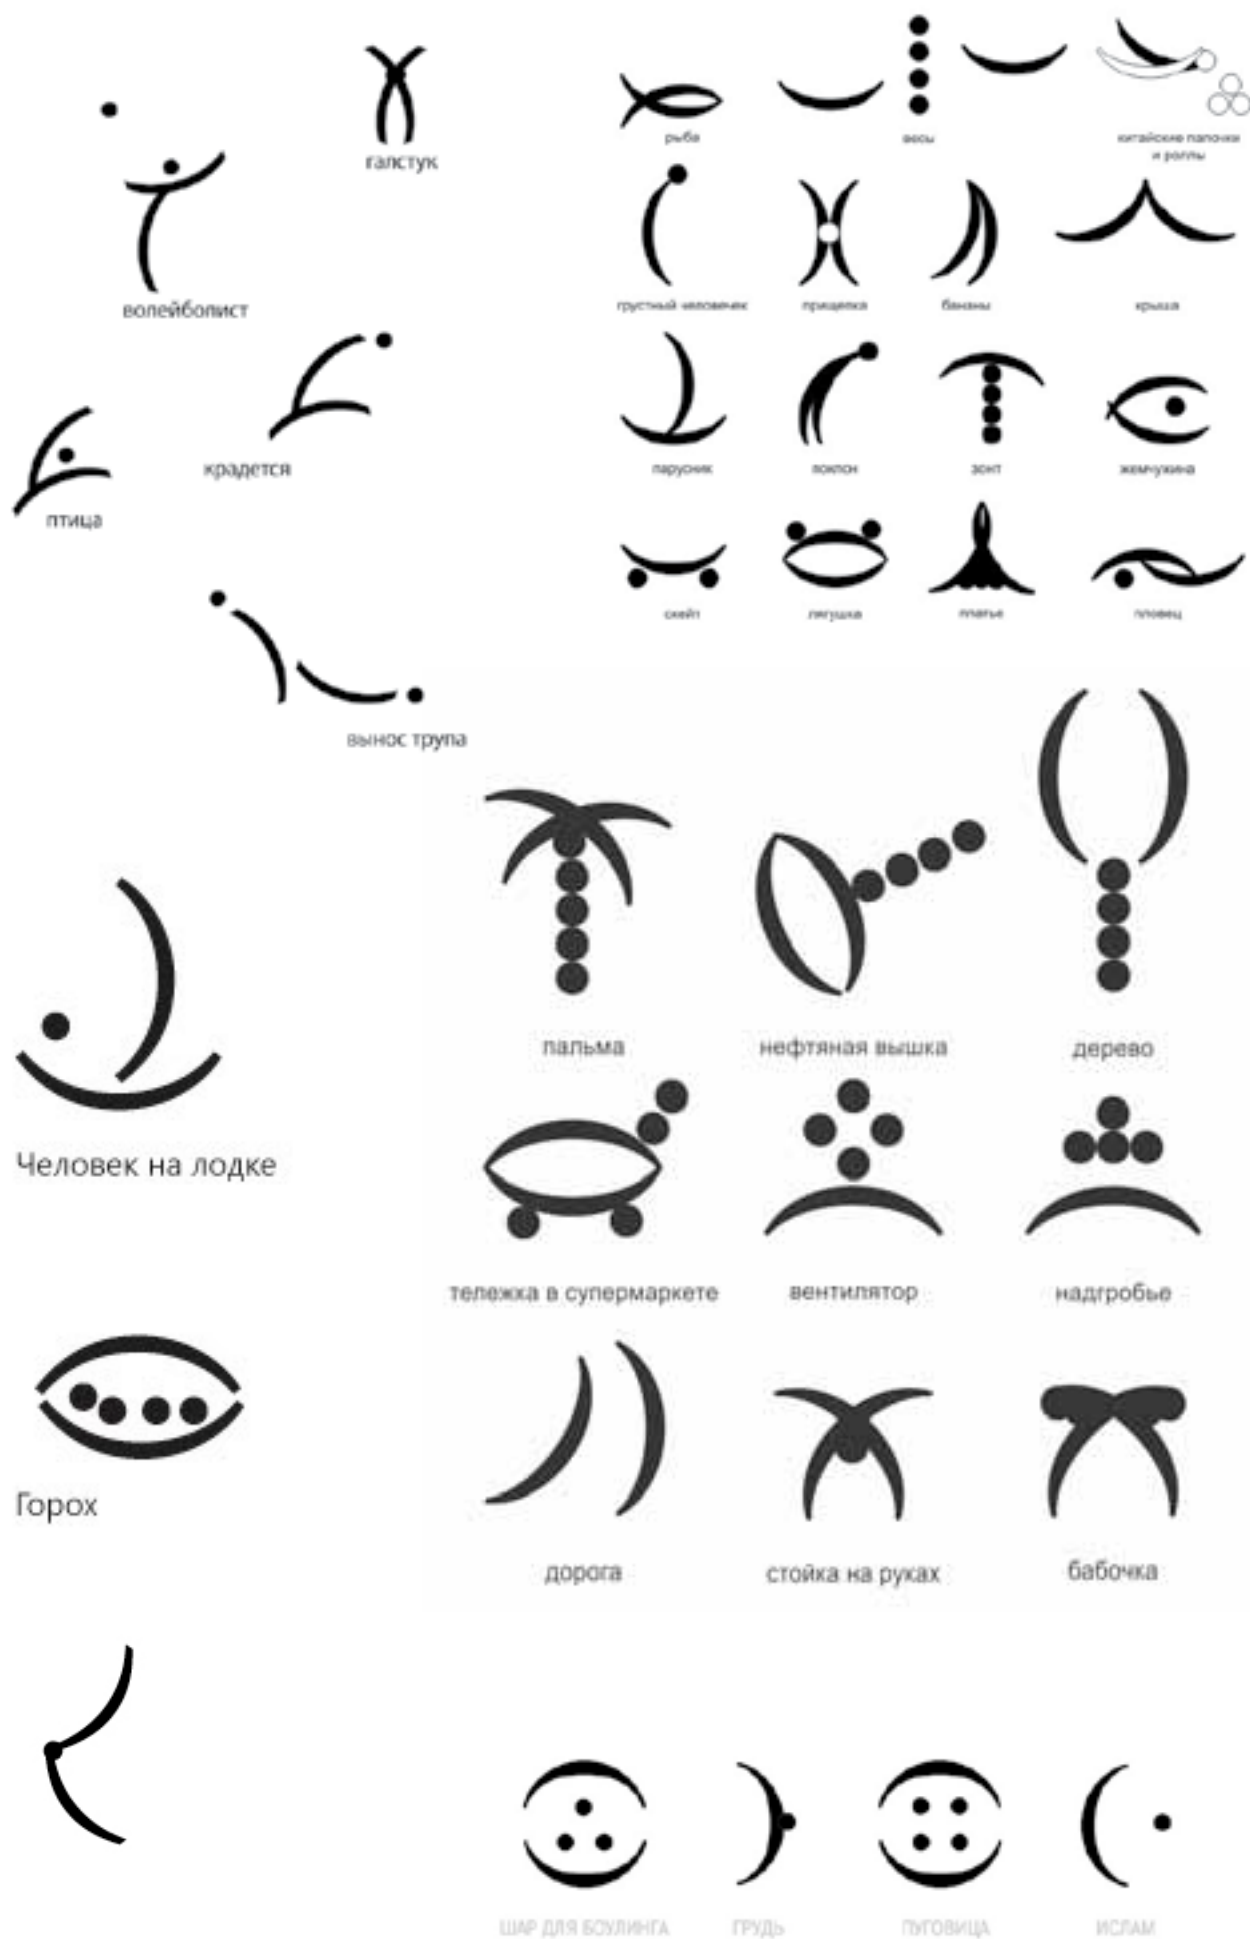 галстук
рыба
весы
китайские палочки
и роллы
волейболист
грустный человечек
прищепка
бананы
крыша
крадется
птица
парусник
поклон
зонт
жемчужина
скейт
лягушка
платье
пловец
вынос трупа
пальма
нефтяная вышка
дерево
Человек на лодке
тележка в супермаркете
вентилятор
надгробье
Горох
дорога
стойка на руках
бабочка
ШАР ДЛЯ БОУЛИНГА
ГРУДЬ
ПУГОВИЦА
ИСЛАМ